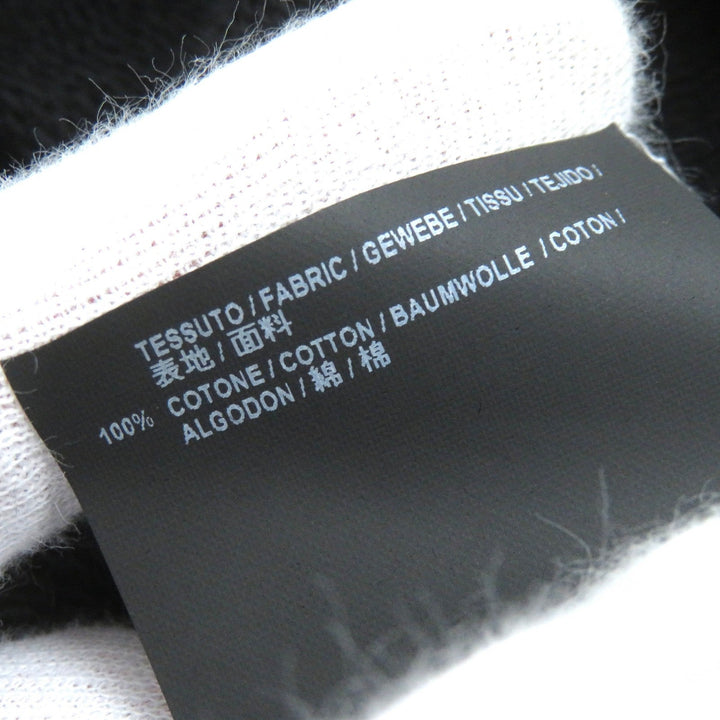 TESSUTO / FABRIC / GEWEBE / TISSU / TEJIDO /
表地 / 面料
100% COTONE / COTTON / BAUMWOLLE / COTON /
ALGODON / 綿 / 棉